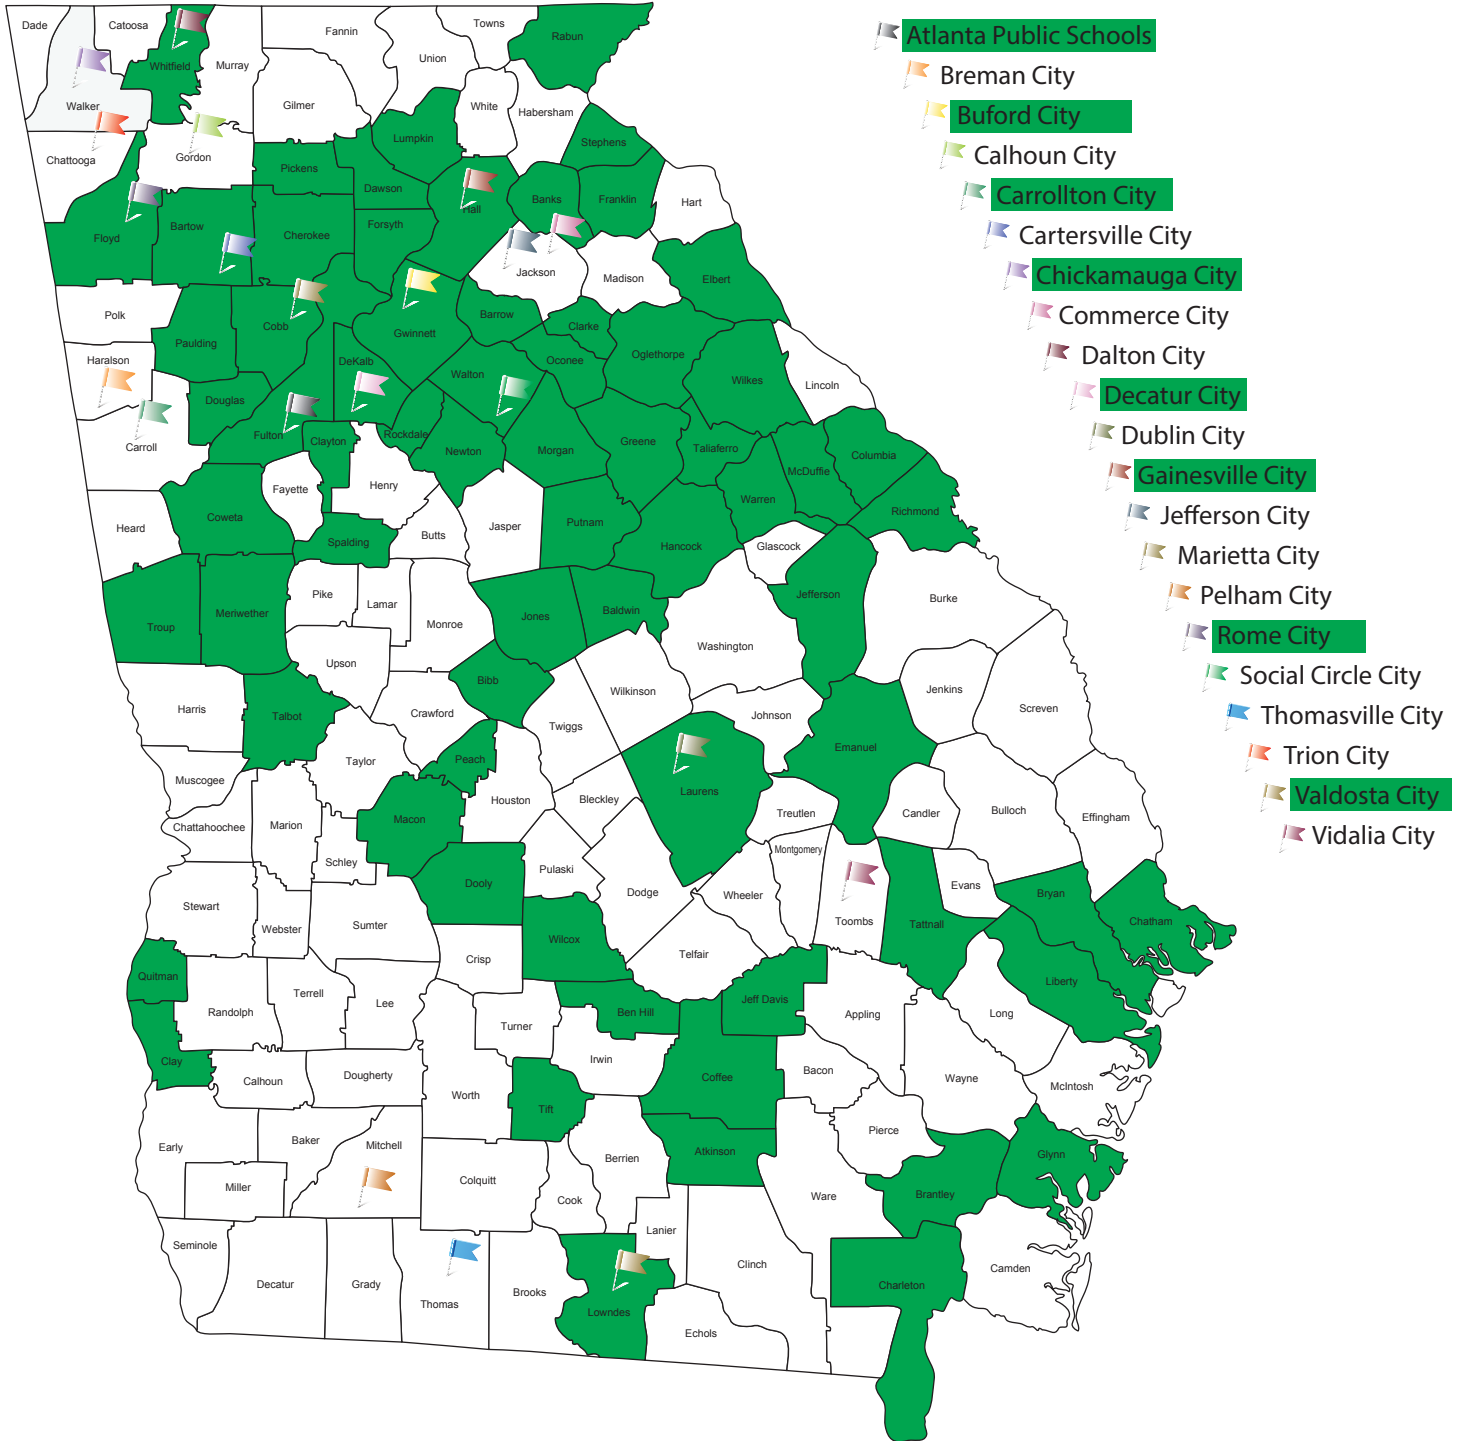 Dade
Catoosa
Fannin
Towns
Rabun
Union
Whitfield
Murray
Walker
Gilmer
White
Habersham
Lumpkin
Stephens
Chattooga
Gordon
Pickens
Dawson
Hall
Banks
Franklin
Hart
Floyd
Bartow
Cherokee
Forsyth
Jackson
Madison
Elbert
Polk
Paulding
Cobb
Gwinnett
Barrow
Clarke
Oconee
Oglethorpe
Haralson
DeKalb
Walton
Wilkes
Lincoln
Douglas
Carroll
Fulton
Clayton
Rockdale
Newton
Morgan
Greene
Taliaferro
McDuffie
Columbia
Fayette
Henry
Warren
Richmond
Heard
Coweta
Spalding
Butts
Jasper
Putnam
Hancock
Glascock
Troup
Meriwether
Pike
Lamar
Monroe
Jones
Baldwin
Jefferson
Burke
Upson
Washington
Bibb
Wilkinson
Jenkins
Screven
Harris
Talbot
Crawford
Twiggs
Johnson
Emanuel
Taylor
Peach
Muscogee
Houston
Bleckley
Laurens
Treutlen
Candler
Bulloch
Effingham
Chattahoochee
Marion
Macon
Schley
Montgomery
Pulaski
Dooly
Dodge
Wheeler
Toombs
Evans
Tattnall
Bryan
Chatham
Stewart
Webster
Sumter
Wilcox
Crisp
Telfair
Quitman
Randolph
Terrell
Lee
Turner
Ben Hill
Jeff Davis
Appling
Long
Liberty
Clay
Calhoun
Dougherty
Worth
Irwin
Coffee
Bacon
Wayne
McIntosh
Tift
Early
Baker
Mitchell
Berrien
Atkinson
Pierce
Glynn
Miller
Colquitt
Cook
Ware
Brantley
Seminole
Lanier
Clinch
Camden
Decatur
Grady
Thomas
Brooks
Lowndes
Echols
Charleton
Atlanta Public Schools
Breman City
Buford City
Calhoun City
Carrollton City
Cartersville City
Chickamauga City
Commerce City
Dalton City
Decatur City
Dublin City
Gainesville City
Jefferson City
Marietta City
Pelham City
Rome City
Social Circle City
Thomasville City
Trion City
Valdosta City
Vidalia City